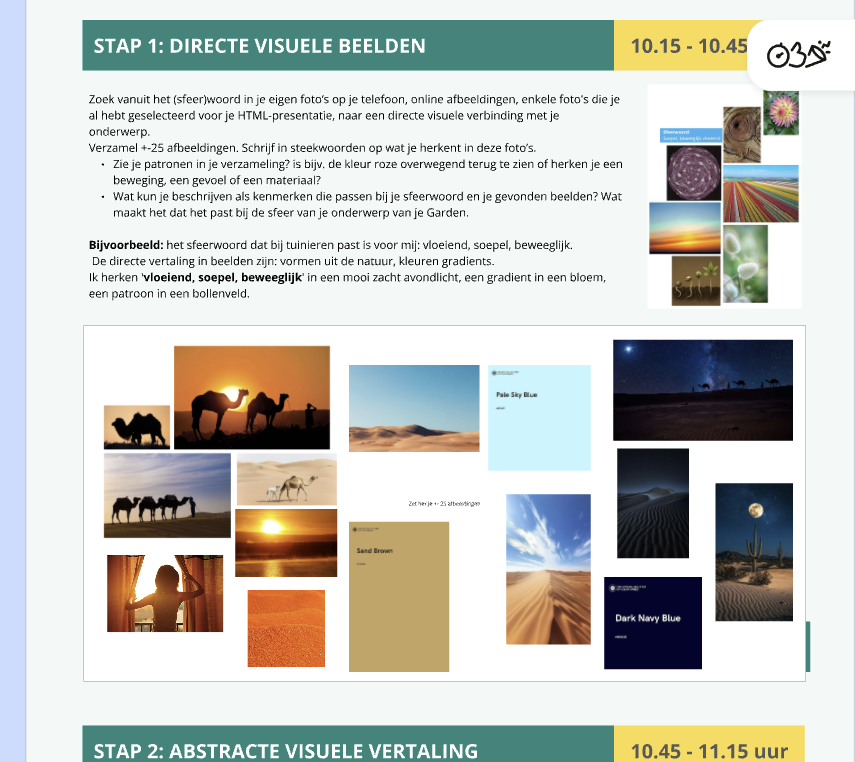 STAP 1: DIRECTE VISUELE BEELDEN
10.15 - 10.45
Zoek vanuit het (sfeer)woord in je eigen foto's op je telefoon, online afbeeldingen, enkele foto's die je
al hebt geselecteerd voor je HTML-presentatie, naar een directe visuele verbinding met je
onderwerp.
Verzamel +-25 afbeeldingen. Schrijf in steekwoorden op wat je herkent in deze foto's.
• Zie je patronen in je verzameling? is bijv. de kleur roze overwegend terug te zien of herken je een
beweging, een gevoel of een materiaal?
• Wat kun je beschrijven als kenmerken die passen bij je sfeerwoord en je gevonden beelden? Wat
maakt het dat het past bij de sfeer van je onderwerp van je Garden.
Bijvoorbeeld: het sfeerwoord dat bij tuinieren past is voor mij: vloeiend, soepel, beweeglijk.
De directe vertaling in beelden zijn: vormen uit de natuur, kleuren gradients.
Ik herken 'vloeiend, soepel, beweeglijk' in een mooi zacht avondlicht, een gradient in een bloem,
een patroon in een bollenveld.
Sfeerwoord
Soepel, beweeglijk, vloeiend
Pale Sky Blue
Zet hier je +- 25 afbeeldingen
Sand Brown
Dark Navy Blue
STAP 2: ABSTRACTE VISUELE VERTALING
10.45 - 11.15 uur